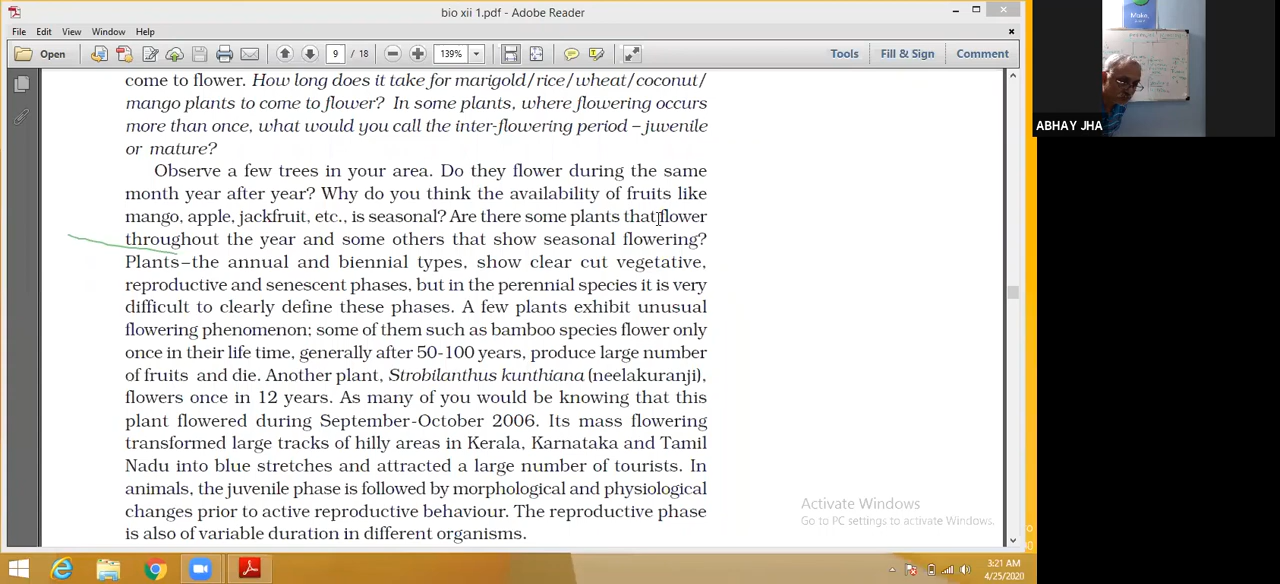 bio xii 1.pdf - Adobe Reader
File Edit View Window Help
Open 9 / 18 139% Tools Fill & Sign Comment
come to flower. How long does it take for marigold/rice/wheat/coconut/
mango plants to come to flower? In some plants, where flowering occurs
more than once, what would you call the inter-flowering period – juvenile
or mature?
Observe a few trees in your area. Do they flower during the same
month year after year? Why do you think the availability of fruits like
mango, apple, jackfruit, etc., is seasonal? Are there some plants that flower
throughout the year and some others that show seasonal flowering?
Plants–the annual and biennial types, show clear cut vegetative,
reproductive and senescent phases, but in the perennial species it is very
difficult to clearly define these phases. A few plants exhibit unusual
flowering phenomenon; some of them such as bamboo species flower only
once in their life time, generally after 50-100 years, produce large number
of fruits and die. Another plant, Strobilanthus kunthiana (neelakuranji),
flowers once in 12 years. As many of you would be knowing that this
plant flowered during September-October 2006. Its mass flowering
transformed large tracks of hilly areas in Kerala, Karnataka and Tamil
Nadu into blue stretches and attracted a large number of tourists. In
animals, the juvenile phase is followed by morphological and physiological
changes prior to active reproductive behaviour. The reproductive phase
is also of variable duration in different organisms.
Make,
ABHAY JHA
Activate Windows
Go to PC settings to activate Windows.
3:21 AM
4/25/2020